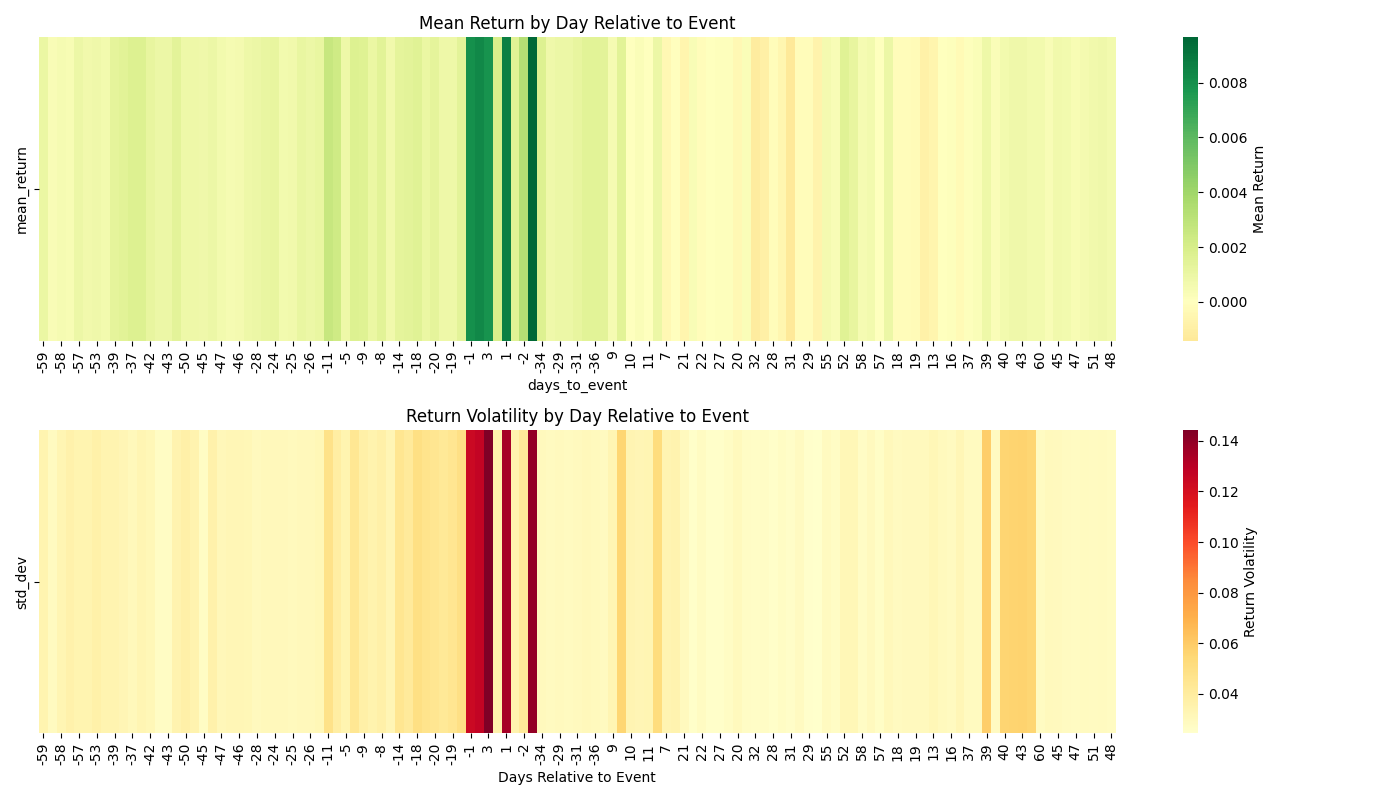 Mean Return by Day Relative to Event
mean_return
-59 -58 -57 -53 -39 -37 -42 -43 -50 -45 -47 -46 -28 -24 -25 -26 -11 -5 -9 -8 -14 -18 -20 -19 -1 3 1 -2 -34 -29 -31 -36 9 10 11 7 21 22 27 20 32 28 31 29 55 52 58 57 18 19 13 16 37 39 40 43 60 45 47 51 48
days_to_event
0.008
0.006
0.004
0.002
0.000
Mean Return
Return Volatility by Day Relative to Event
std_dev
-59 -58 -57 -53 -39 -37 -42 -43 -50 -45 -47 -46 -28 -24 -25 -26 -11 -5 -9 -8 -14 -18 -20 -19 -1 3 1 -2 -34 -29 -31 -36 9 10 11 7 21 22 27 20 32 28 31 29 55 52 58 57 18 19 13 16 37 39 40 43 60 45 47 51 48
Days Relative to Event
0.14
0.12
0.10
0.08
0.06
0.04
Return Volatility